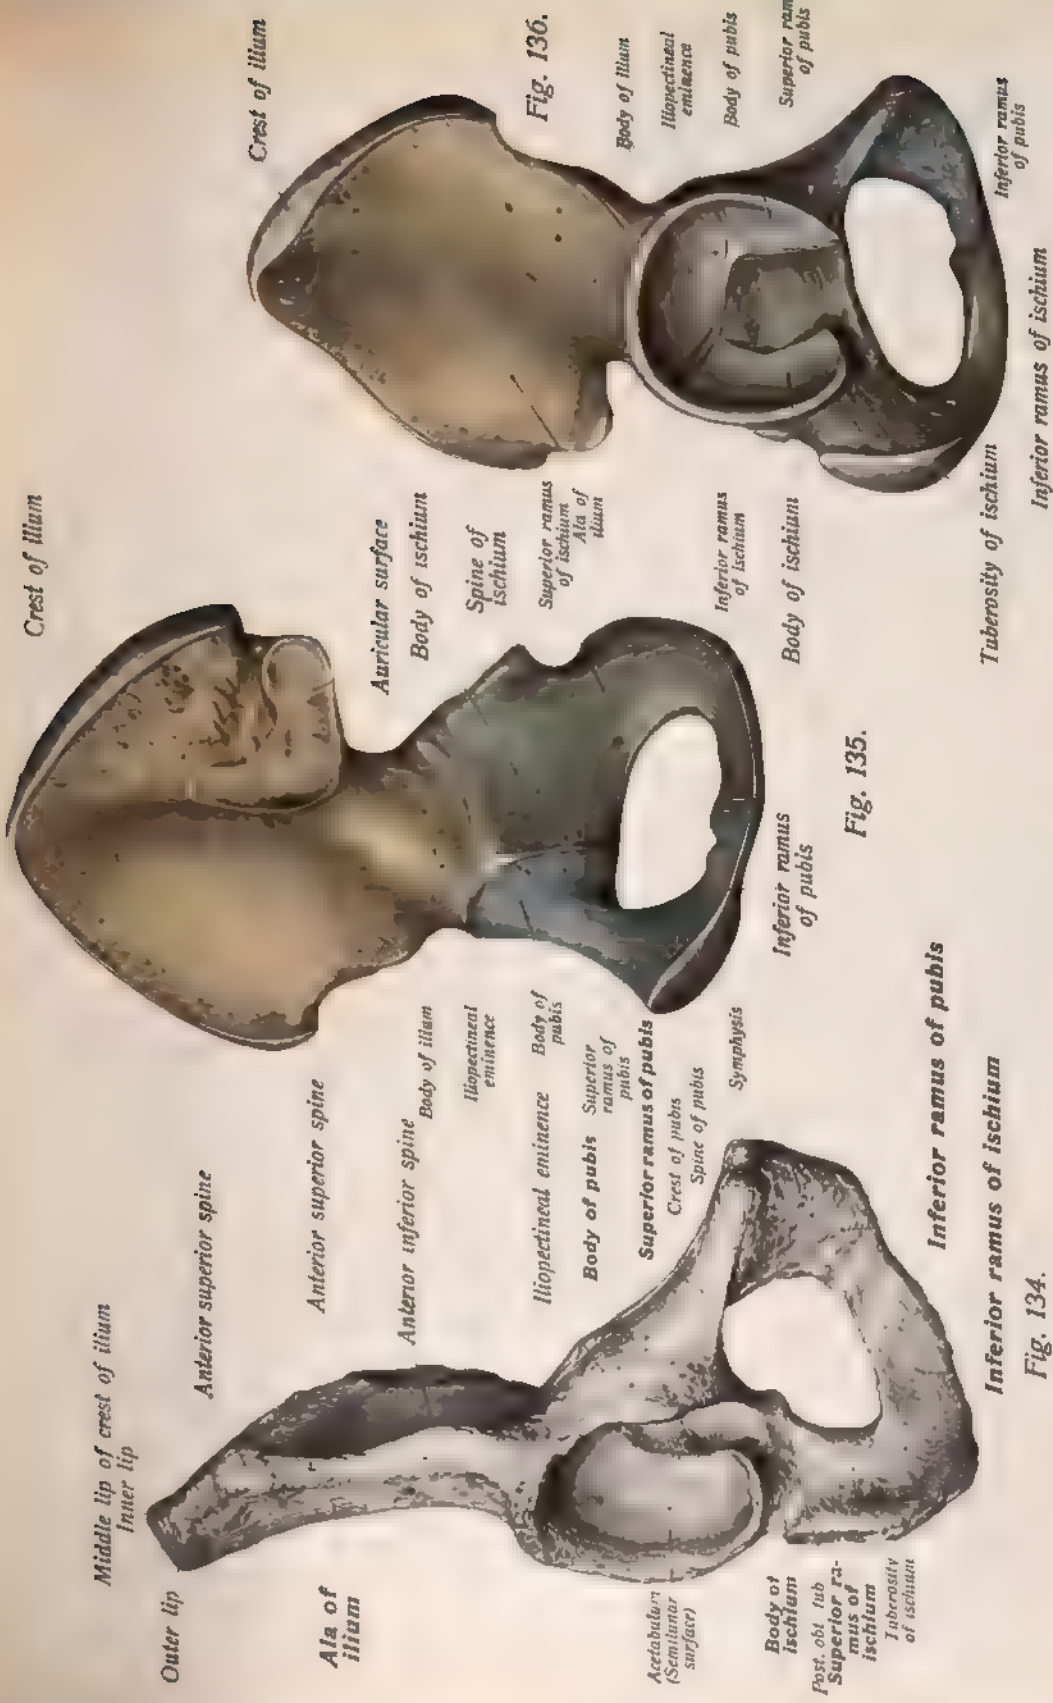 Middle lip of crest of ilium
Inner lip
Outer lip
Anterior superior spine
Ala of
ilium
Anterior superior spine
Anterior inferior spine
Iliopectineal eminence
Body of pubis
Superior ramus of pubis
Crest of pubis
Spine of pubis
Acetabulum
(Semilunar
surface)
Body of
ischium
Post. obt tub
Superior ra-
mus of
ischium
Tuberosity
of ischium
Inferior ramus of pubis
Inferior ramus of ischium
Fig. 134.
Crest of ilium
Auricular surface
Body of ischium
Spine of
ischium
Superior ramus
of ischium
Body of ilium
Iliopectineal
eminence
Body of
pubis
Superior
ramus of
pubis
Symphysis
Inferior ramus
of pubis
Inferior ramus
of ischium
Fig. 135.
Crest of ilium
Fig. 136.
Ala of
ilium
Body of ilium
Iliopectineal
eminence
Body of pubis
Superior ram
of pubis
Body of ischium
Inferior ramus
of pubis
Tuberosity of ischium
Inferior ramus of ischium